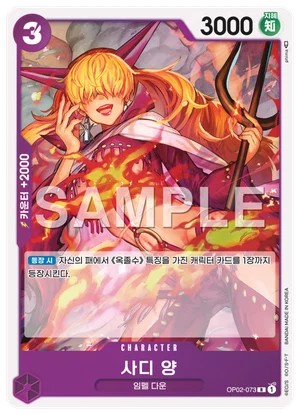 3
3000
지혜
知
카운터 +2000
SAMPLE
등장 시 자신의 패에서 《옥졸수》 특징을 가진 캐릭터 카드를 1장까지
등장시킨다.
CHARACTER
사디 양
임펠 다운
OP02-073 R 1
BANDAI MADE IN KOREA